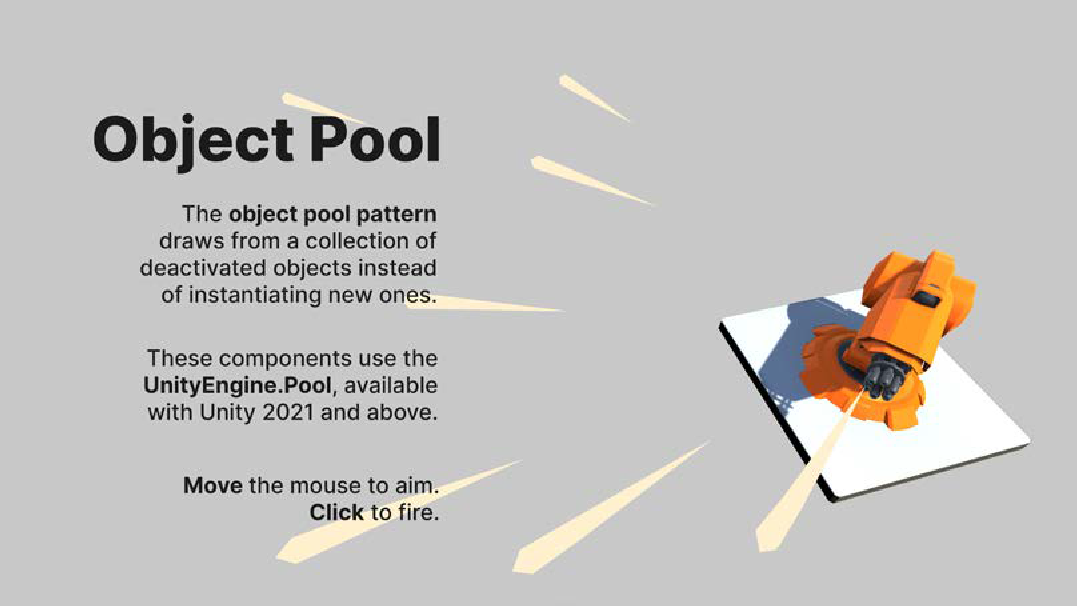 Object Pool
The object pool pattern
draws from a collection of
deactivated objects instead
of instantiating new ones.
These components use the
UnityEngine.Pool, available
with Unity 2021 and above.
Move the mouse to aim.
Click to fire.